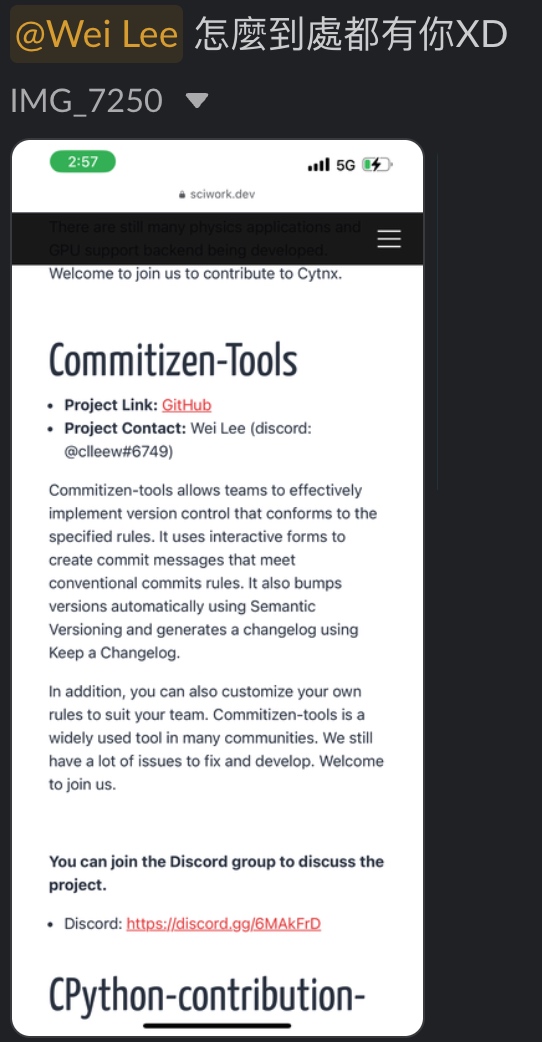 @Wei Lee 怎麼到處都有你XD
IMG_7250
2:57
5G
sciwork.dev
There are still many physics applications and
GPU support backend being developed.
Welcome to join us to contribute to Cytnx.
Commitizen-Tools
• Project Link: GitHub
• Project Contact: Wei Lee (discord:
@clleew#6749)
Commitizen-tools allows teams to effectively
implement version control that conforms to the
specified rules. It uses interactive forms to
create commit messages that meet
conventional commits rules. It also bumps
versions automatically using Semantic
Versioning and generates a changelog using
Keep a Changelog.
In addition, you can also customize your own
rules to suit your team. Commitizen-tools is a
widely used tool in many communities. We still
have a lot of issues to fix and develop. Welcome
to join us.
You can join the Discord group to discuss the
project.
• Discord: https://discord.gg/6MAkFrD
CPython-contribution-